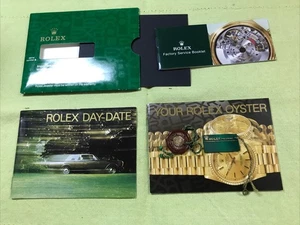 ROLEX
ROLEX
Factory Service Booklet
ROLEX DAY-DATE
YOUR ROLEX OYSTER